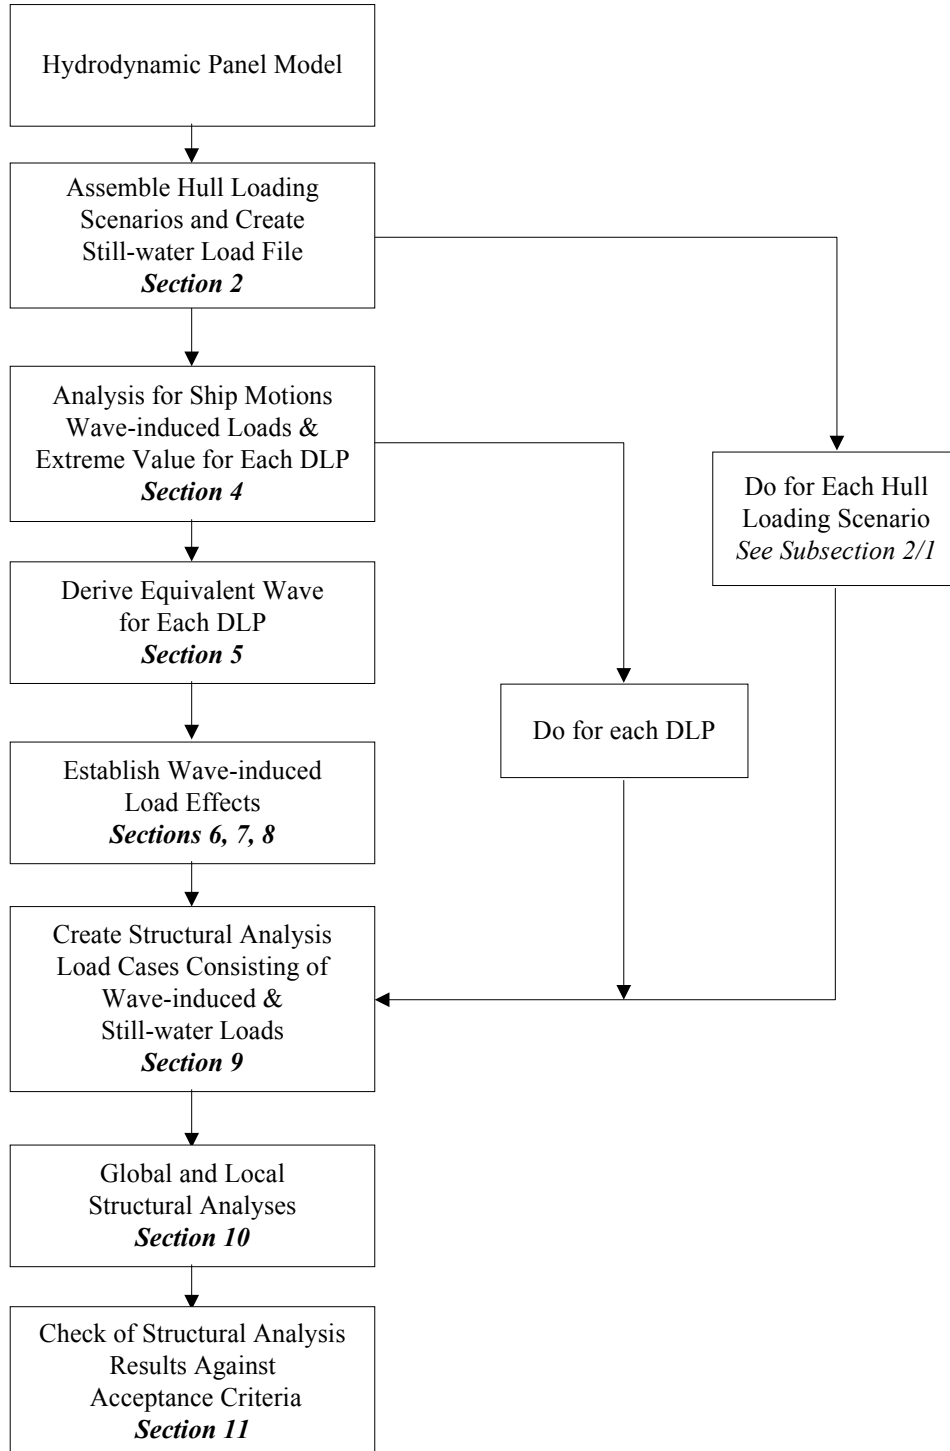 Hydrodynamic Panel Model
Assemble Hull Loading
Scenarios and Create
Still-water Load File
Section 2
Analysis for Ship Motions
Wave-induced Loads &
Extreme Value for Each DLP
Section 4
Do for Each Hull
Loading Scenario
See Subsection 2/1
Derive Equivalent Wave
for Each DLP
Section 5
Do for each DLP
Establish Wave-induced
Load Effects
Sections 6, 7, 8
Create Structural Analysis
Load Cases Consisting of
Wave-induced &
Still-water Loads
Section 9
Global and Local
Structural Analyses
Section 10
Check of Structural Analysis
Results Against
Acceptance Criteria
Section 11